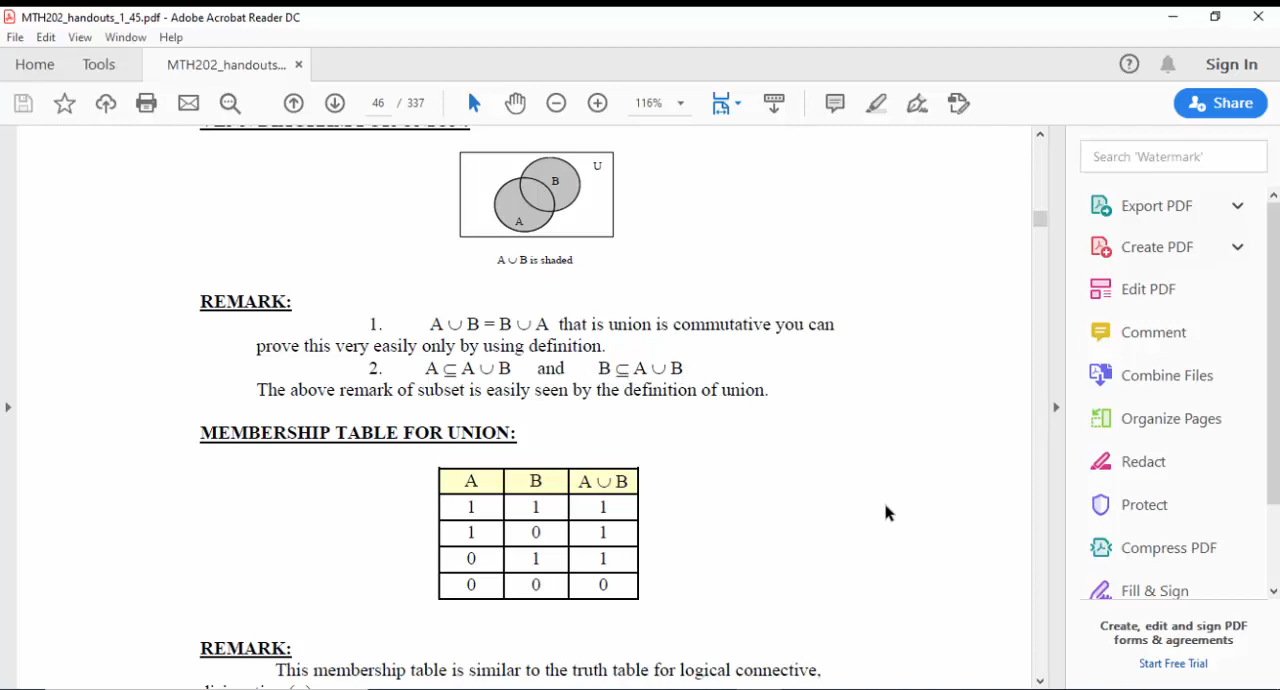 MTH202_handouts_1_45.pdf - Adobe Acrobat Reader DC
File Edit View Window Help
Home Tools MTH202_handouts... × Sign In
46 / 337 116% Share
B U
A
A ∪ B is shaded
REMARK:
1. A ∪ B = B ∪ A that is union is commutative you can
prove this very easily only by using definition.
2. A ⊆ A ∪ B and B ⊆ A ∪ B
The above remark of subset is easily seen by the definition of union.
MEMBERSHIP TABLE FOR UNION:
A B A ∪ B
1 1 1
1 0 1
0 1 1
0 0 0
REMARK:
This membership table is similar to the truth table for logical connective,
Search 'Watermark'
Export PDF
Create PDF
Edit PDF
Comment
Combine Files
Organize Pages
Redact
Protect
Compress PDF
Fill & Sign
Create, edit and sign PDF
forms & agreements
Start Free Trial